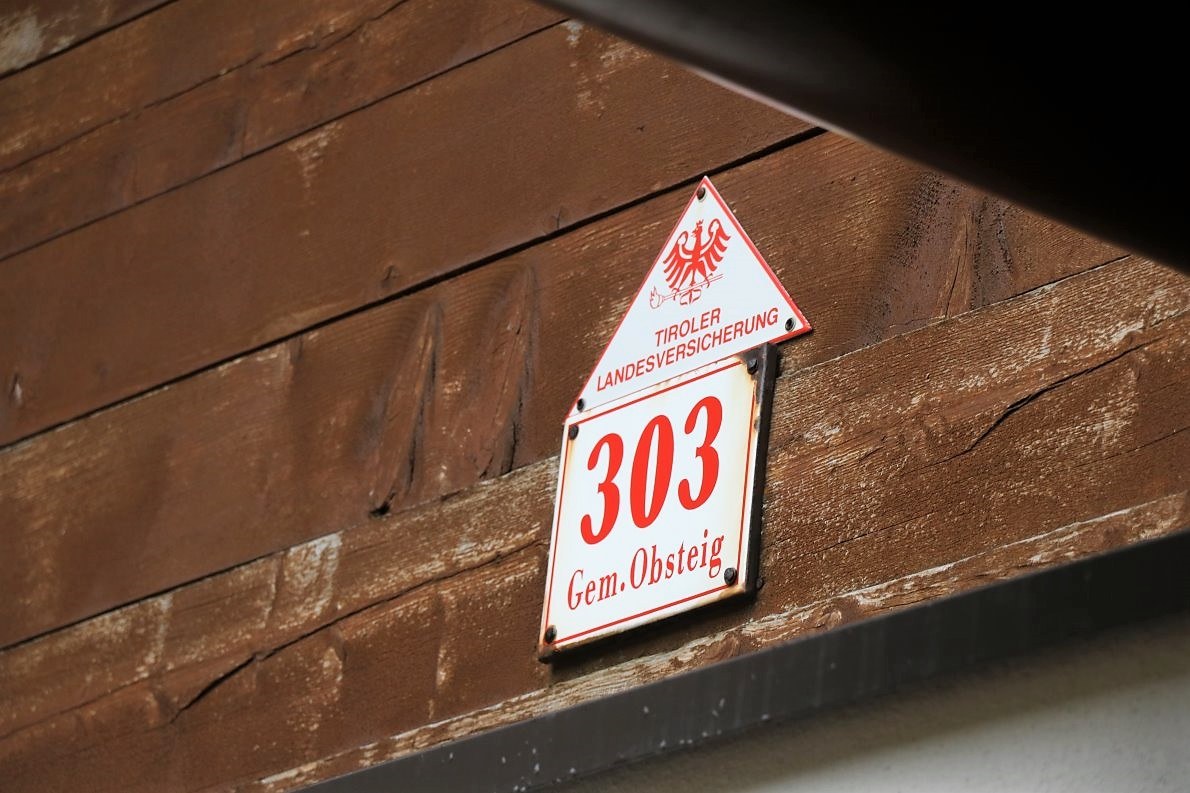 TIROLER
LANDESVERSICHERUNG
303
Gem. Obsteig